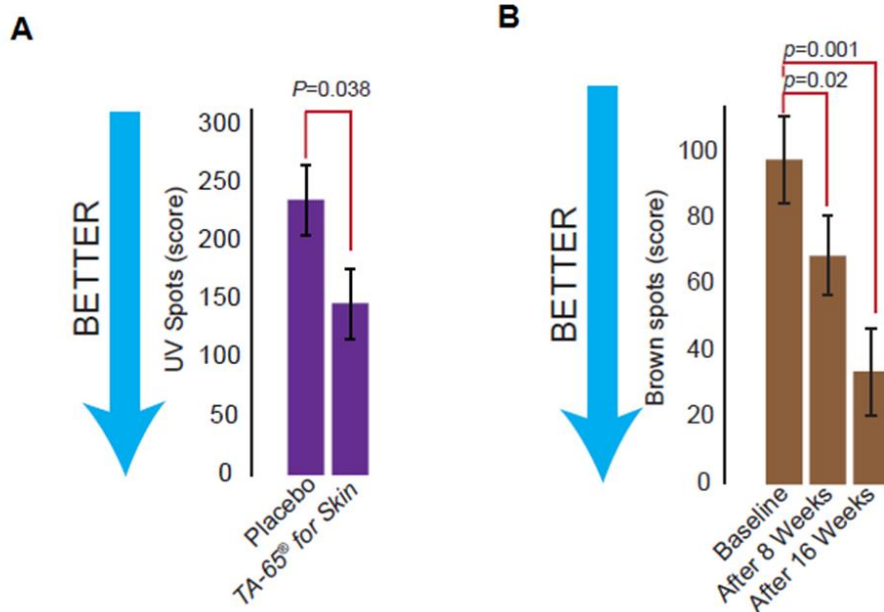 A
BETTER
UV Spots (score)
300
250
200
150
100
50
0
P=0.038
Placebo
TA-65® for Skin
B
BETTER
Brown spots (score)
100
80
60
40
20
0
p=0.001
p=0.02
Baseline
After 8 Weeks
After 16 Weeks